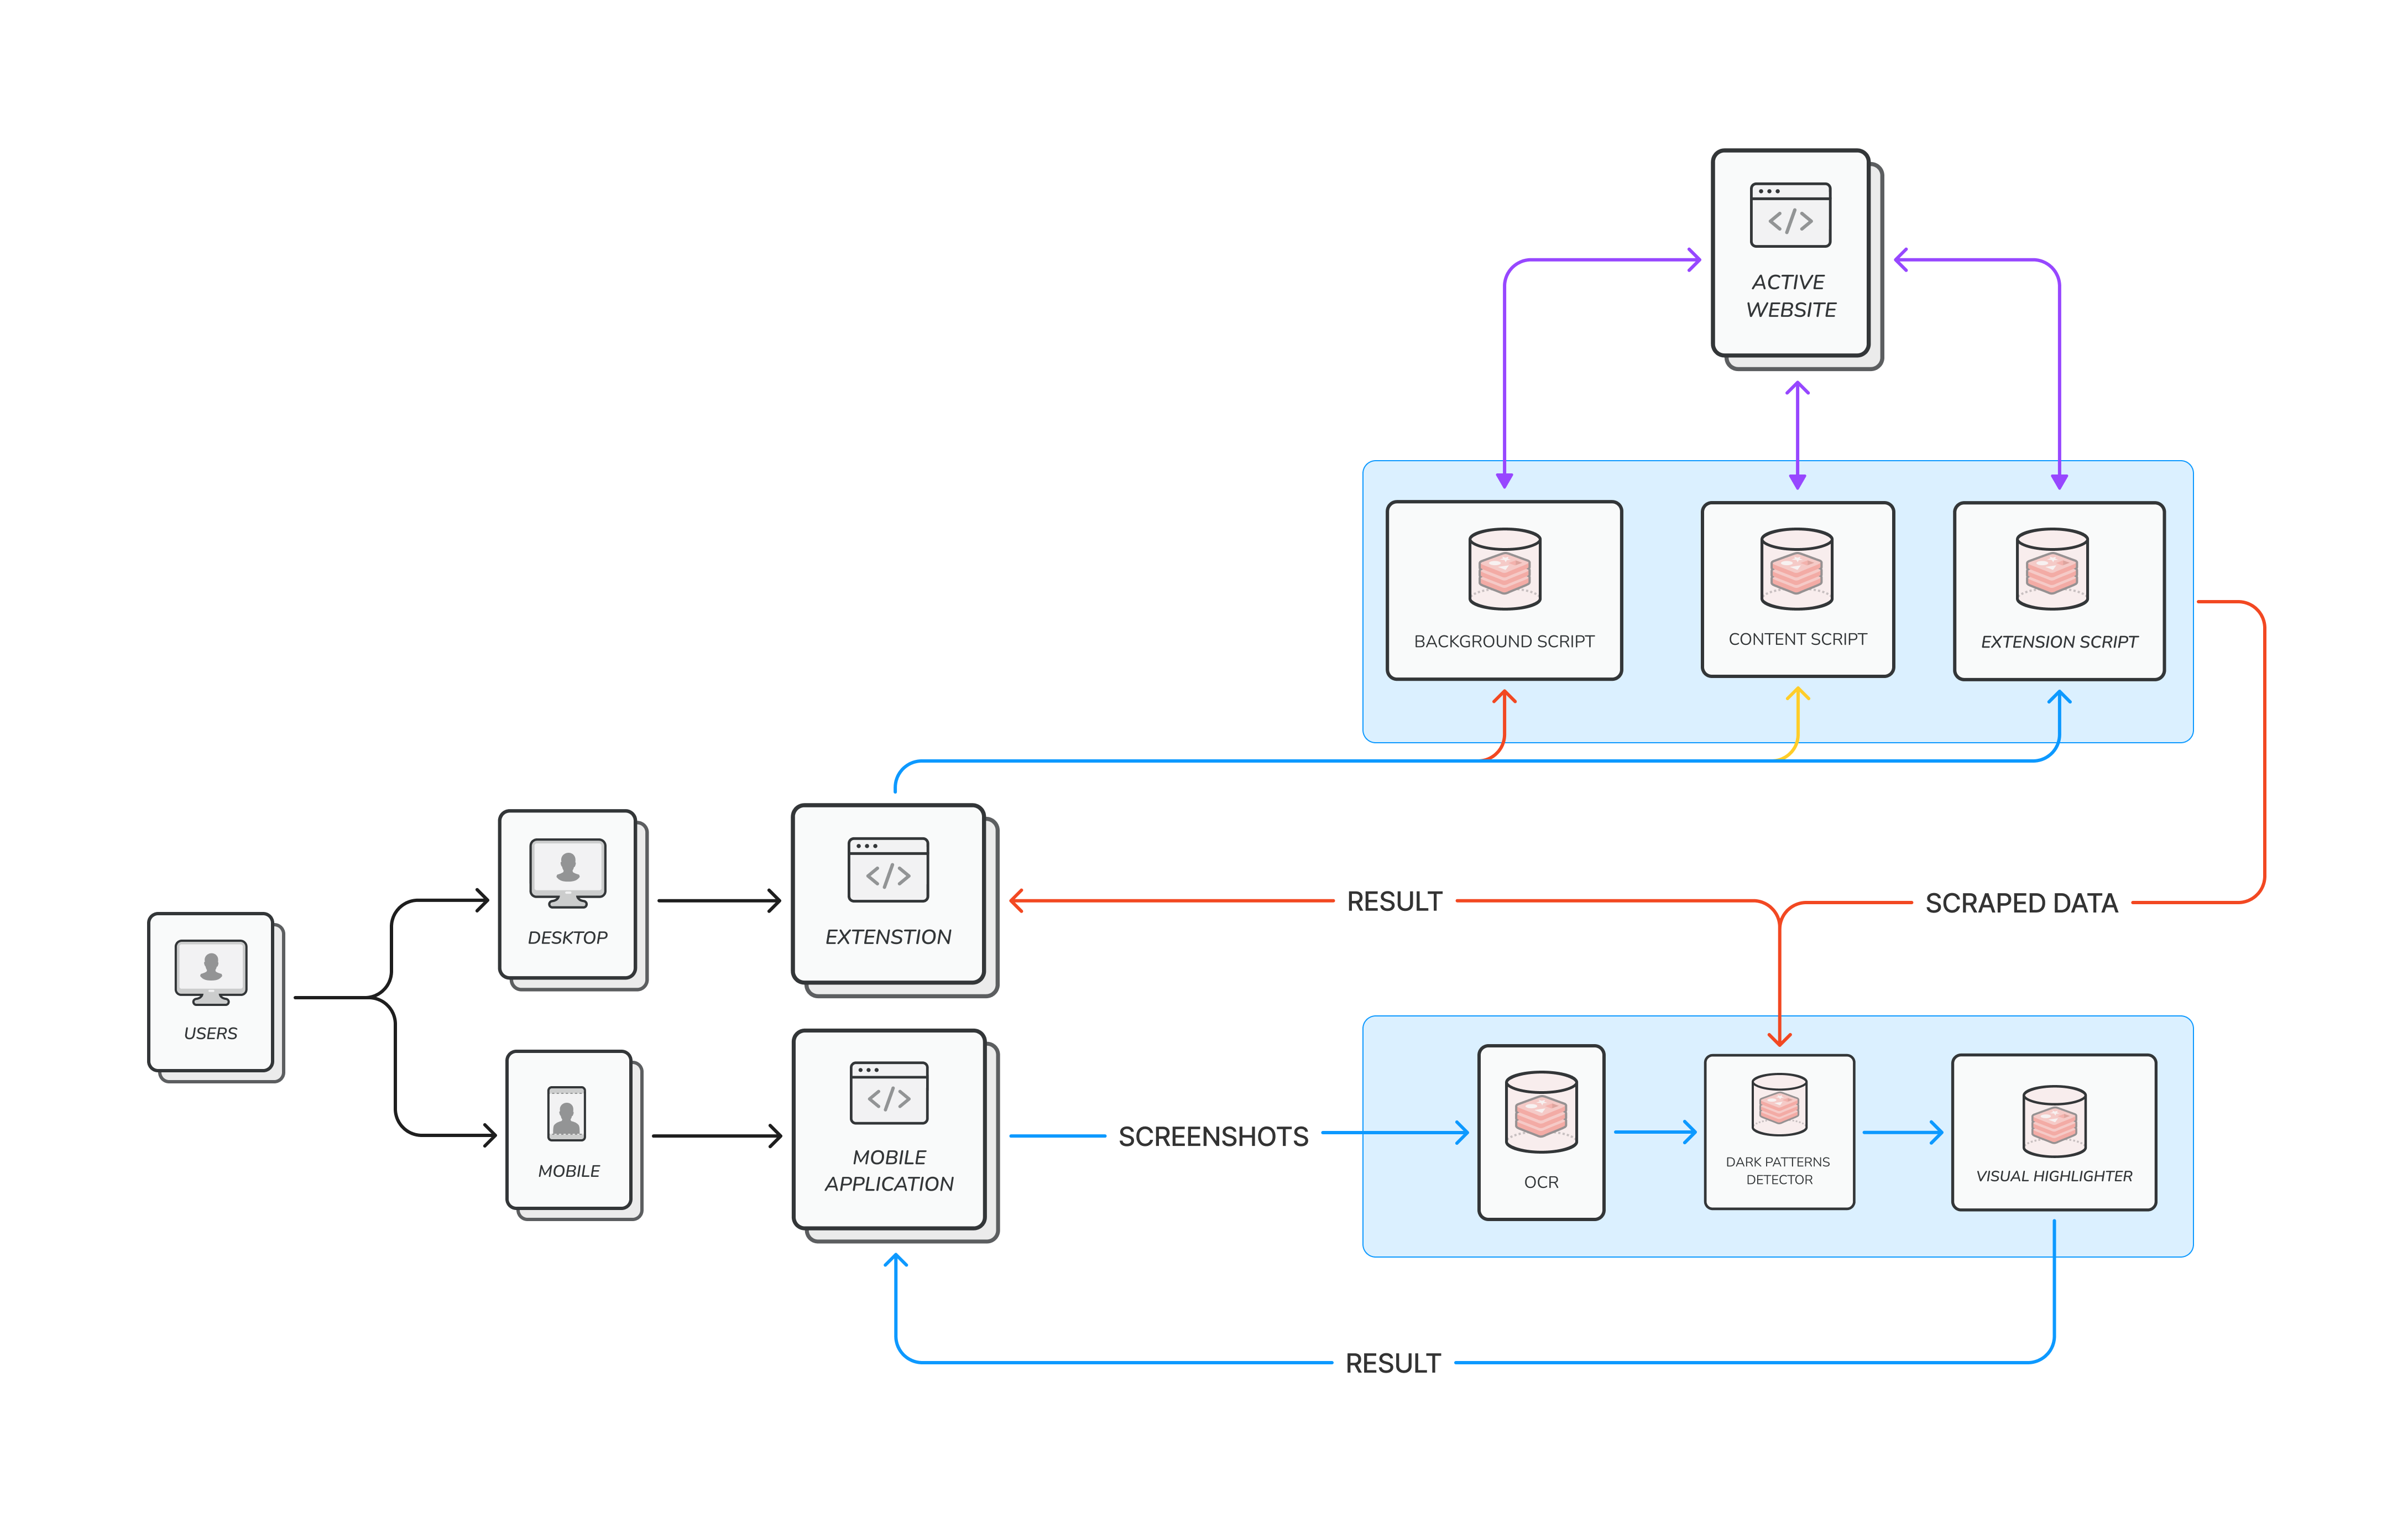 ACTIVE
WEBSITE
BACKGROUND SCRIPT
CONTENT SCRIPT
EXTENSION SCRIPT
DESKTOP
EXTENSTION
RESULT
SCRAPED DATA
USERS
MOBILE
MOBILE
APPLICATION
SCREENSHOTS
OCR
DARK PATTERNS
DETECTOR
VISUAL HIGHLIGHTER
RESULT